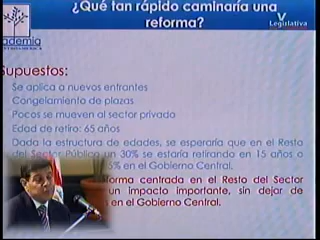 ¿Qué tan rápido caminaría una
reforma?
V
Legislativa
ademia
Supuestos:
Se aplica a nuevos entrantes
Congelamiento de plazas
Pocos se mueven al sector privado
Edad de retiro: 65 años
Dada la estructura de edades, se esperaría que en el Resto
del Sector Público un 30% se estaría retirando en 15 años o
5% en el Gobierno Central.
orma centrada en el Resto del Sector
un impacto importante, sin dejar de
en el Gobierno Central.